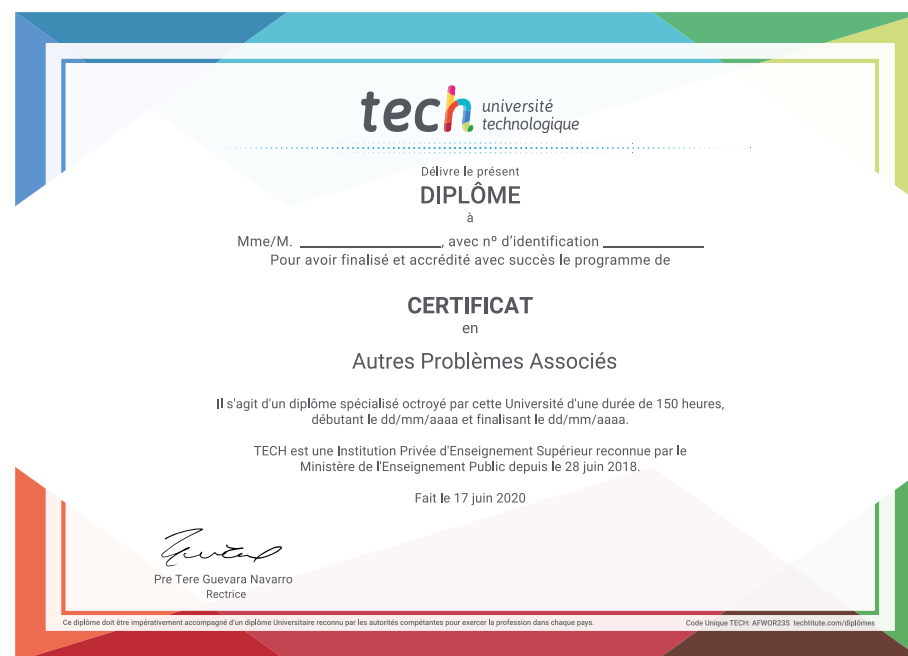 tech université
technologique
Délivre le présent
DIPLÔME
à
Mme/M. ____________________, avec nº d'identification ______________
Pour avoir finalisé et accrédité avec succès le programme de
CERTIFICAT
en
Autres Problèmes Associés
Il s'agit d'un diplôme spécialisé octroyé par cette Université d'une durée de 150 heures,
débutant le dd/mm/aaaa et finalisant le dd/mm/aaaa.
TECH est une Institution Privée d'Enseignement Supérieur reconnue par le
Ministère de l'Enseignement Public depuis le 28 juin 2018.
Fait le 17 juin 2020
Pre Tere Guevara Navarro
Rectrice
Ce diplôme doit être impérativement accompagné d'un diplôme Universitaire reconnu par les autorités compétantes pour exercer la profession dans chaque pays.
Code Unique TECH: AFWOR23S techtitute.com/diplômes